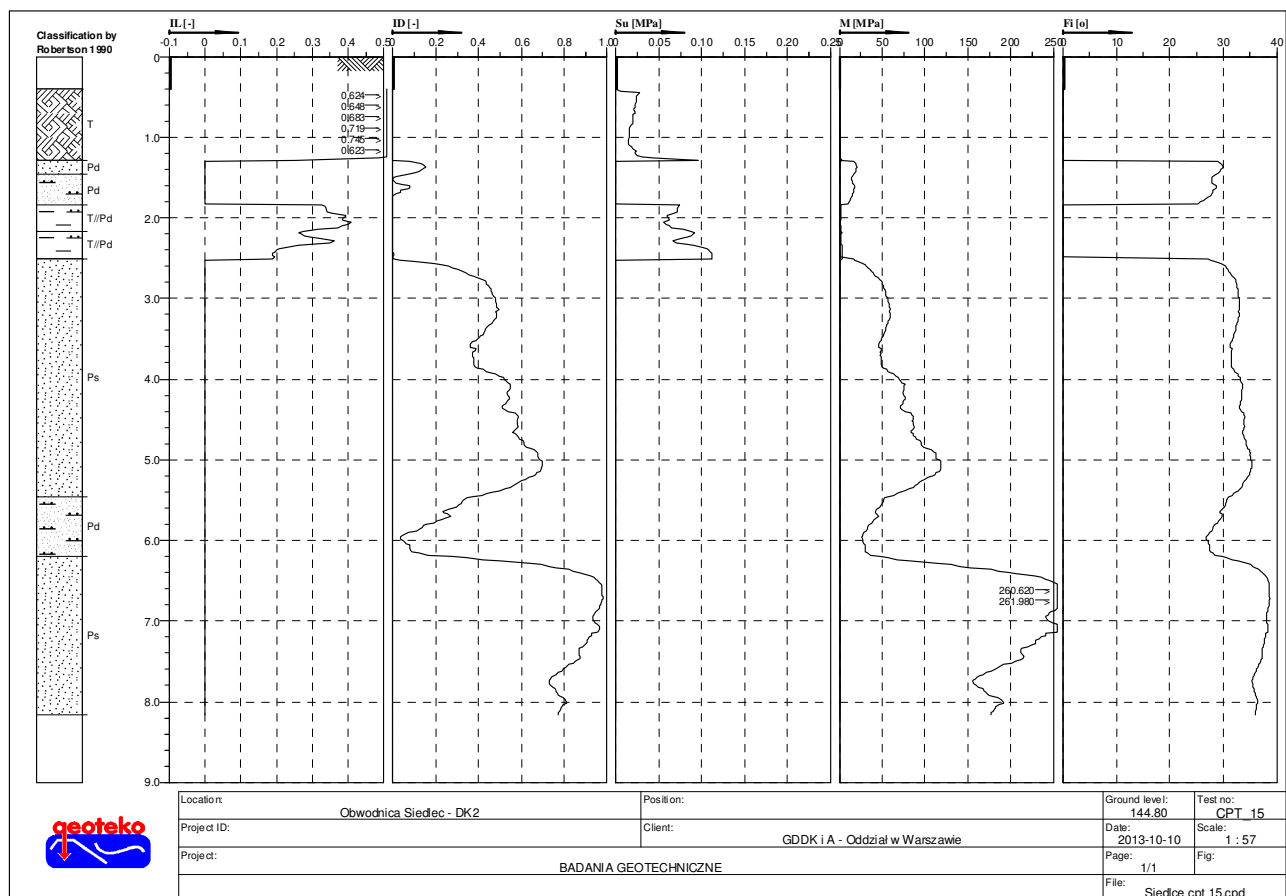 Classification by
Robertson 1990
IL [-]
-0.1 0 0.1 0.2 0.3 0.4 0.5
ID [-]
0 0.2 0.4 0.6 0.8 1.0
Su [MPa]
0 0.05 0.10 0.15 0.20 0.25
M [MPa]
0 50 100 150 200 250
Fi [o]
0 10 20 30 40
0
1.0
2.0
3.0
4.0
5.0
6.0
7.0
8.0
9.0
T
Pd
Pd
T//Pd
T//Pd
Ps
Pd
Ps
0.624
0.648
0.683
0.719
0.745
0.623
260.620
261.980
geoteko
Location:
Obwodnica Siedlec - DK2
Position:
Ground level:
144.80
Test no:
CPT_15
Project ID:
Client:
GDDK i A - Oddział w Warszawie
Date:
2013-10-10
Scale:
1 : 57
Project:
BADANIA GEOTECHNICZNE
Page:
1/1
Fig:
File:
Siedlce cpt 15.cpd